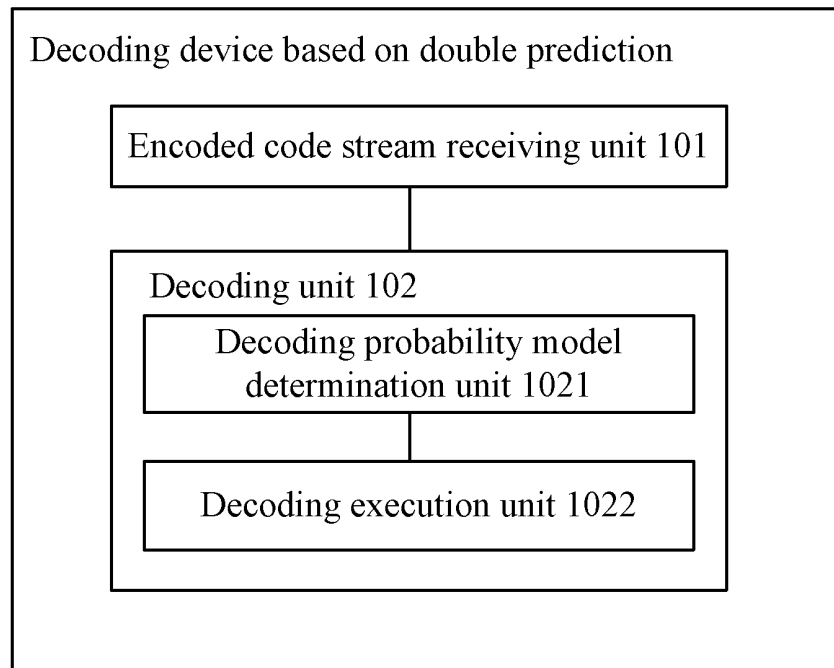 Decoding device based on double prediction
Encoded code stream receiving unit 101
Decoding unit 102
Decoding probability model
determination unit 1021
Decoding execution unit 1022